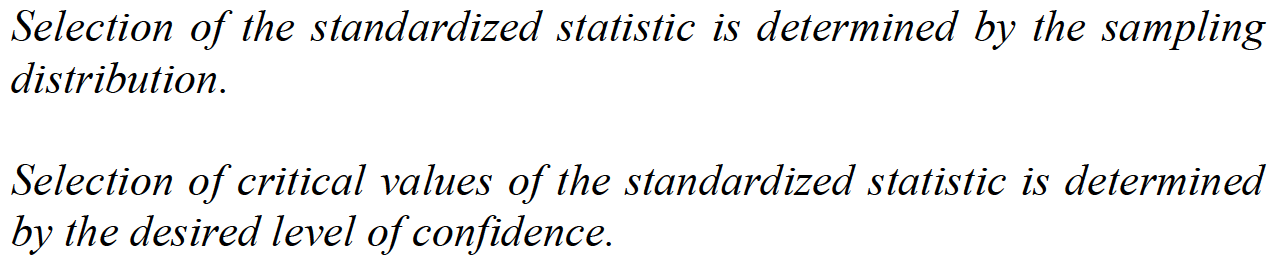 Selection of the standardized statistic is determined by the sampling
distribution.
Selection of critical values of the standardized statistic is determined
by the desired level of confidence.